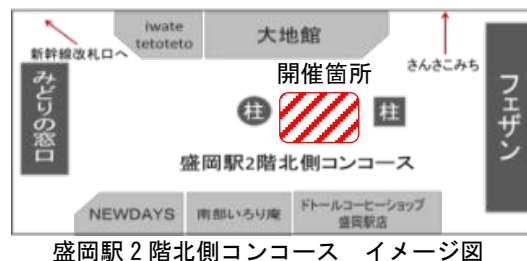 iwate
tetoteto
大地館
新幹線改札口へ
さんさこみち
開催箇所
みどりの窓口
柱
柱
フェザン
盛岡駅2階北側コンコース
NEWDAYS
南部いろり庵
ドトールコーヒーショップ
盛岡駅店
盛岡駅2階北側コンコース イメージ図